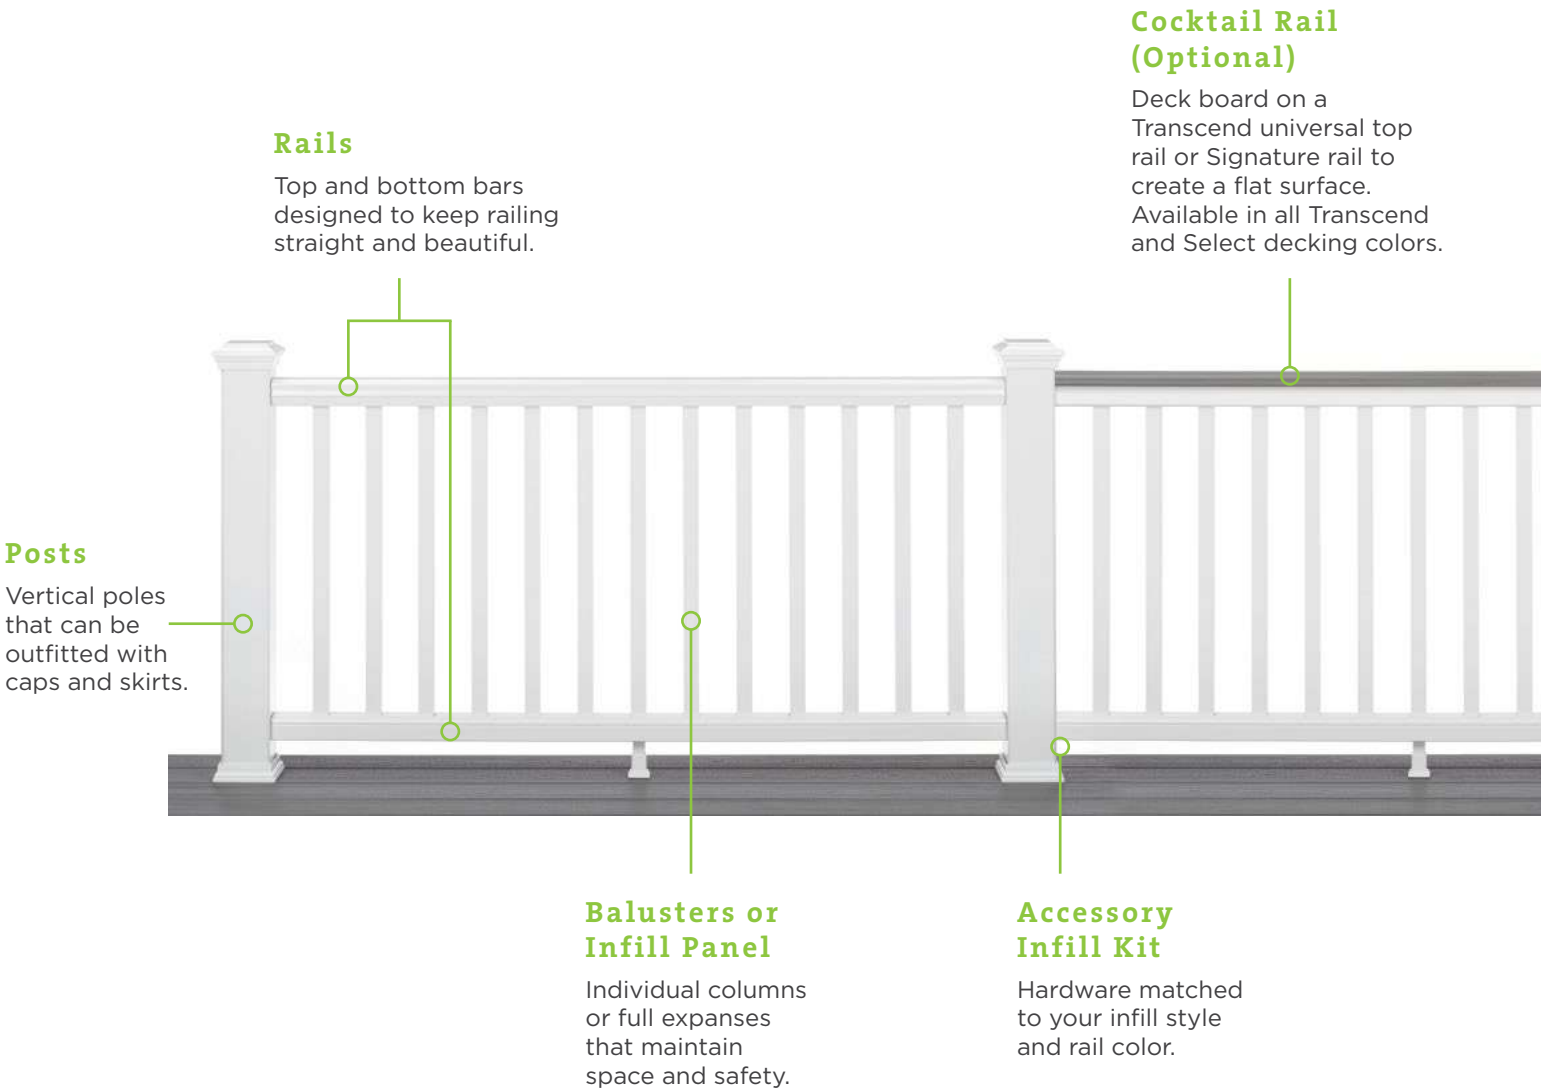 Cocktail Rail
(Optional)
Deck board on a
Transcend universal top
rail or Signature rail to
create a flat surface.
Available in all Transcend
and Select decking colors.
Rails
Top and bottom bars
designed to keep railing
straight and beautiful.
Posts
Vertical poles
that can be
outfitted with
caps and skirts.
Balusters or
Infill Panel
Individual columns
or full expanses
that maintain
space and safety.
Accessory
Infill Kit
Hardware matched
to your infill style
and rail color.